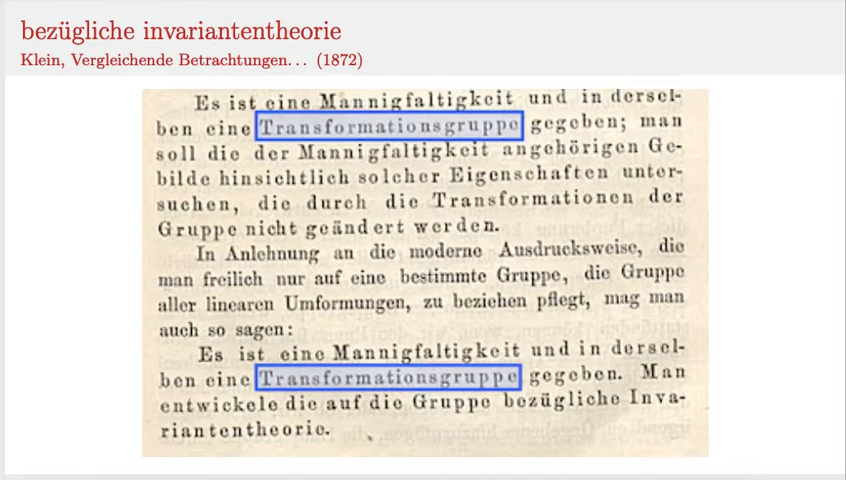 bezügliche invariantentheorie
Klein, Vergleichende Betrachtungen... (1872)
Es ist eine Mannigfaltigkeit und in dersel-
ben eine Transformationsgruppe gegeben; man
soll die der Mannigfaltigkeit angehörigen Ge-
bilde hinsichtlich solcher Eigenschaften unter-
suchen, die durch die Transformationen der
Gruppe nicht geändert werden.
In Anlehnung an die moderne Ausdrucksweise, die
man freilich nur auf eine bestimmte Gruppe, die Gruppe
aller linearen Umformungen, zu beziehen pflegt, mag man
auch so sagen:
Es ist eine Mannigfaltigkeit und in dersel-
ben eine Transformationsgruppe gegeben. Man
entwickele die auf die Gruppe bezügliche Inva-
riantentheorie.